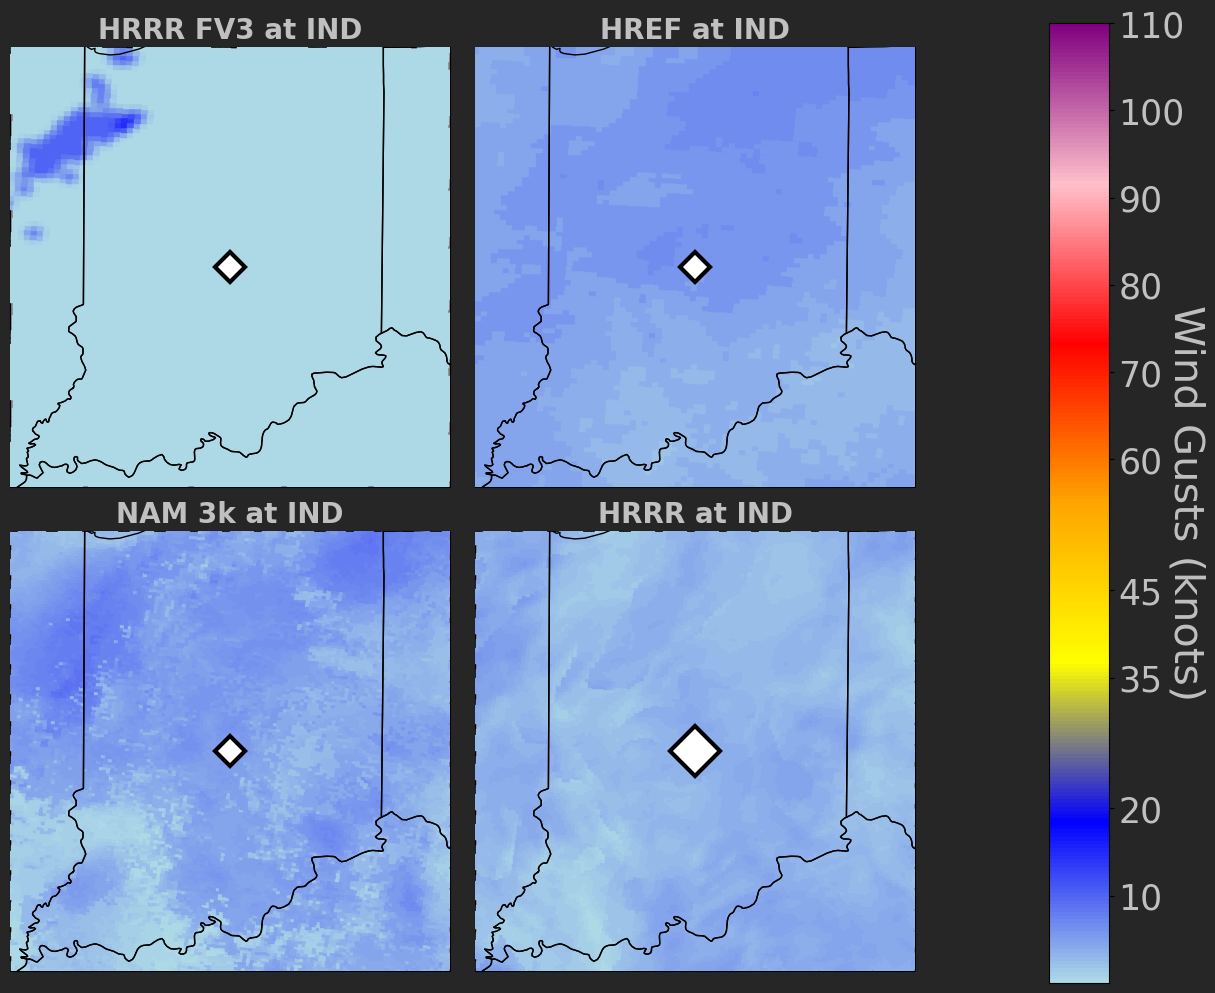 HRRR FV3 at IND
HREF at IND
NAM 3k at IND
HRRR at IND
110
100
90
80
70
60
45
35
20
10
Wind Gusts (knots)